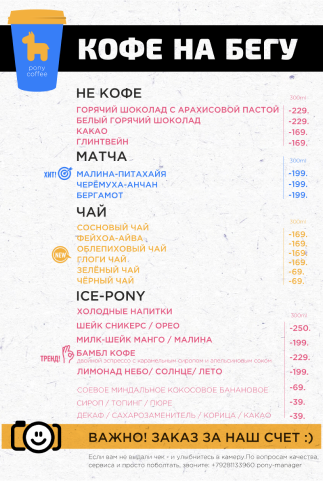 pony
coffee
КОФЕ НА БЕГУ
НЕ КОФЕ
300ml
ГОРЯЧИЙ ШОКОЛАД С АРАХИСОВОЙ ПАСТОЙ -229.
БЕЛЫЙ ГОРЯЧИЙ ШОКОЛАД -229.
КАКАО -169.
ГЛИНТВЕЙН -169.
МАТЧА
300ml
ХИТ! МАЛИНА-ПИТАХАЙЯ -199.
ЧЕРЁМУХА-АНЧАН -199.
БЕРГАМОТ -199.
ЧАЙ
300ml
СОСНОВЫЙ ЧАЙ -169.
ФЕЙХОА-АЙВА -169.
NEW ОБЛЕПИХОВЫЙ ЧАЙ -169.
ГЛОГИ ЧАЙ -169.
ЗЕЛЁНЫЙ ЧАЙ -69.
ЧЁРНЫЙ ЧАЙ -69.
ICE-PONY
ХОЛОДНЫЕ НАПИТКИ 300ml
ШЕЙК СНИКЕРС / ОРЕО -250.
МИЛК-ШЕЙК МАНГО / МАЛИНА -199.
ТРЕНД! БАМБЛ КОФЕ -229.
двойной эспрессо с карамельным сиропом и апельсиновым соком
ЛИМОНАД НЕБО/ СОЛНЦЕ/ ЛЕТО -199.
СОЕВОЕ МИНДАЛЬНОЕ КОКОСОВОЕ БАНАНОВОЕ -69.
СИРОП / ТОПИНГ / ПЮРЕ -39.
ДЕКАФ / САХАРОЗАМЕНИТЕЛЬ / КОРИЦА / КАКАО -39.
ВАЖНО! ЗАКАЗ ЗА НАШ СЧЕТ :)
Если вам не выдали чек - и улыбнитесь в камеру.По вопросам качества,
сервиса и просто поболтать, звоните: +79281133960 pony-manager